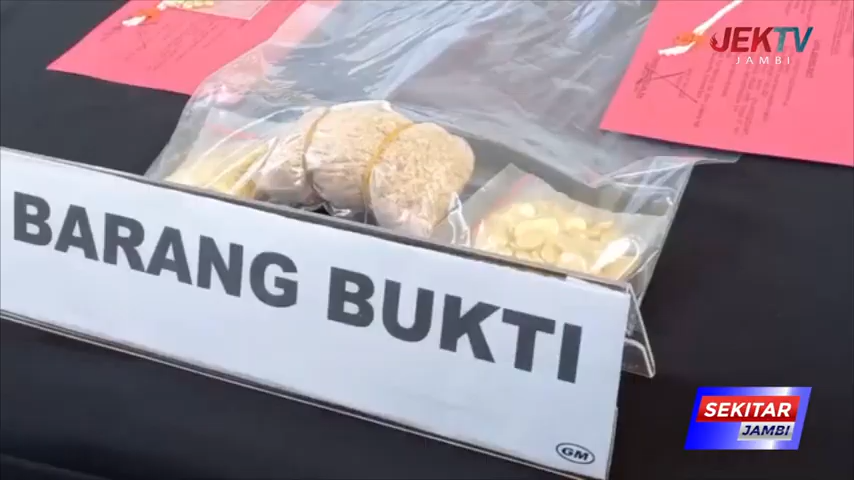 JEKTV
JAMBI
BARANG BUKTI
GM
SEKITAR
JAMBI